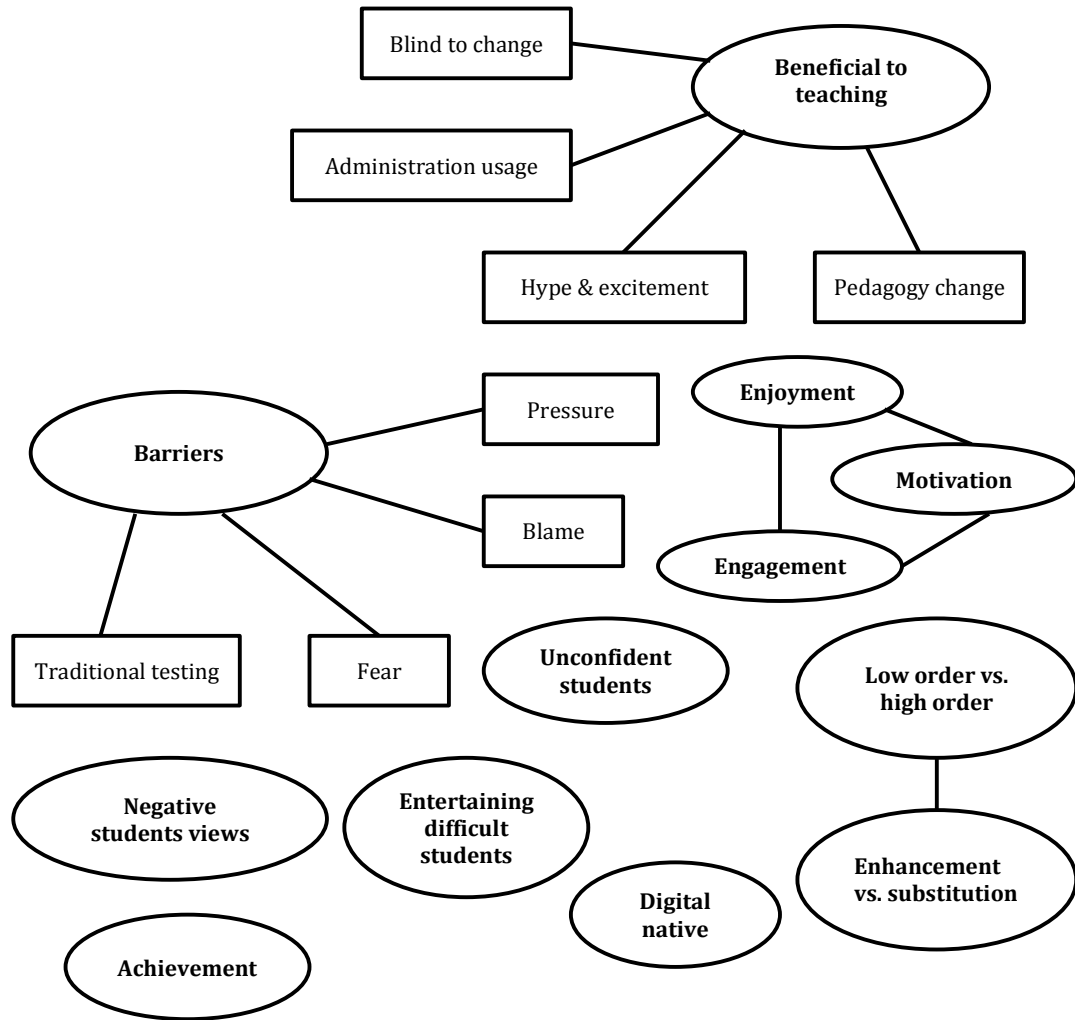 Blind to change
Beneficial to
teaching
Administration usage
Hype & excitement
Pedagogy change
Barriers
Pressure
Enjoyment
Motivation
Blame
Engagement
Traditional testing
Fear
Unconfident
students
Low order vs.
high order
Negative
students views
Entertaining
difficult
students
Enhancement
vs. substitution
Digital
native
Achievement